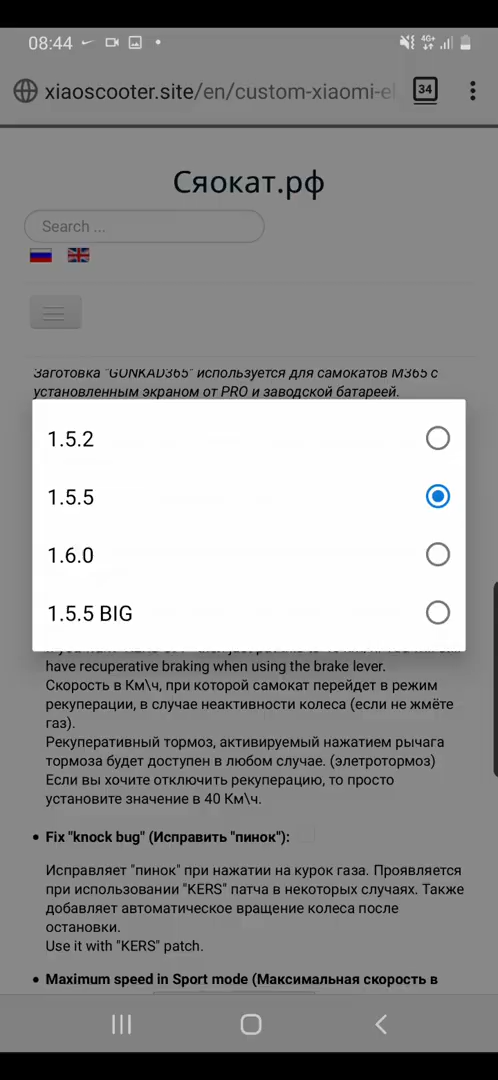 08:44
4G+
xiaoscooter.site/en/custom-xiaomi-el
34
Сяокат.рф
Search ...
Заготовка "GUNKAD365" используется для самокатов М365 с
установленным экраном от PRO и заводской батареей.
1.5.2
1.5.5
1.6.0
1.5.5 BIG
have recuperative braking when using the brake lever.
Скорость в Км\ч, при которой самокат перейдет в режим
рекуперации, в случае неактивности колеса (если не жмёте
газ).
Рекуперативный тормоз, активируемый нажатием рычага
тормоза будет доступен в любом случае. (элетротормоз)
Если вы хочите отключить рекуперацию, то просто
установите значение в 40 Км\ч.
Fix "knock bug" (Исправить "пинок"):
Исправляет "пинок" при нажатии на курок газа. Проявляется
при использовании "KERS" патча в некоторых случаях. Также
добавляет автоматическое вращение колеса после
остановки.
Use it with "KERS" patch.
Maximum speed in Sport mode (Максимальная скорость в